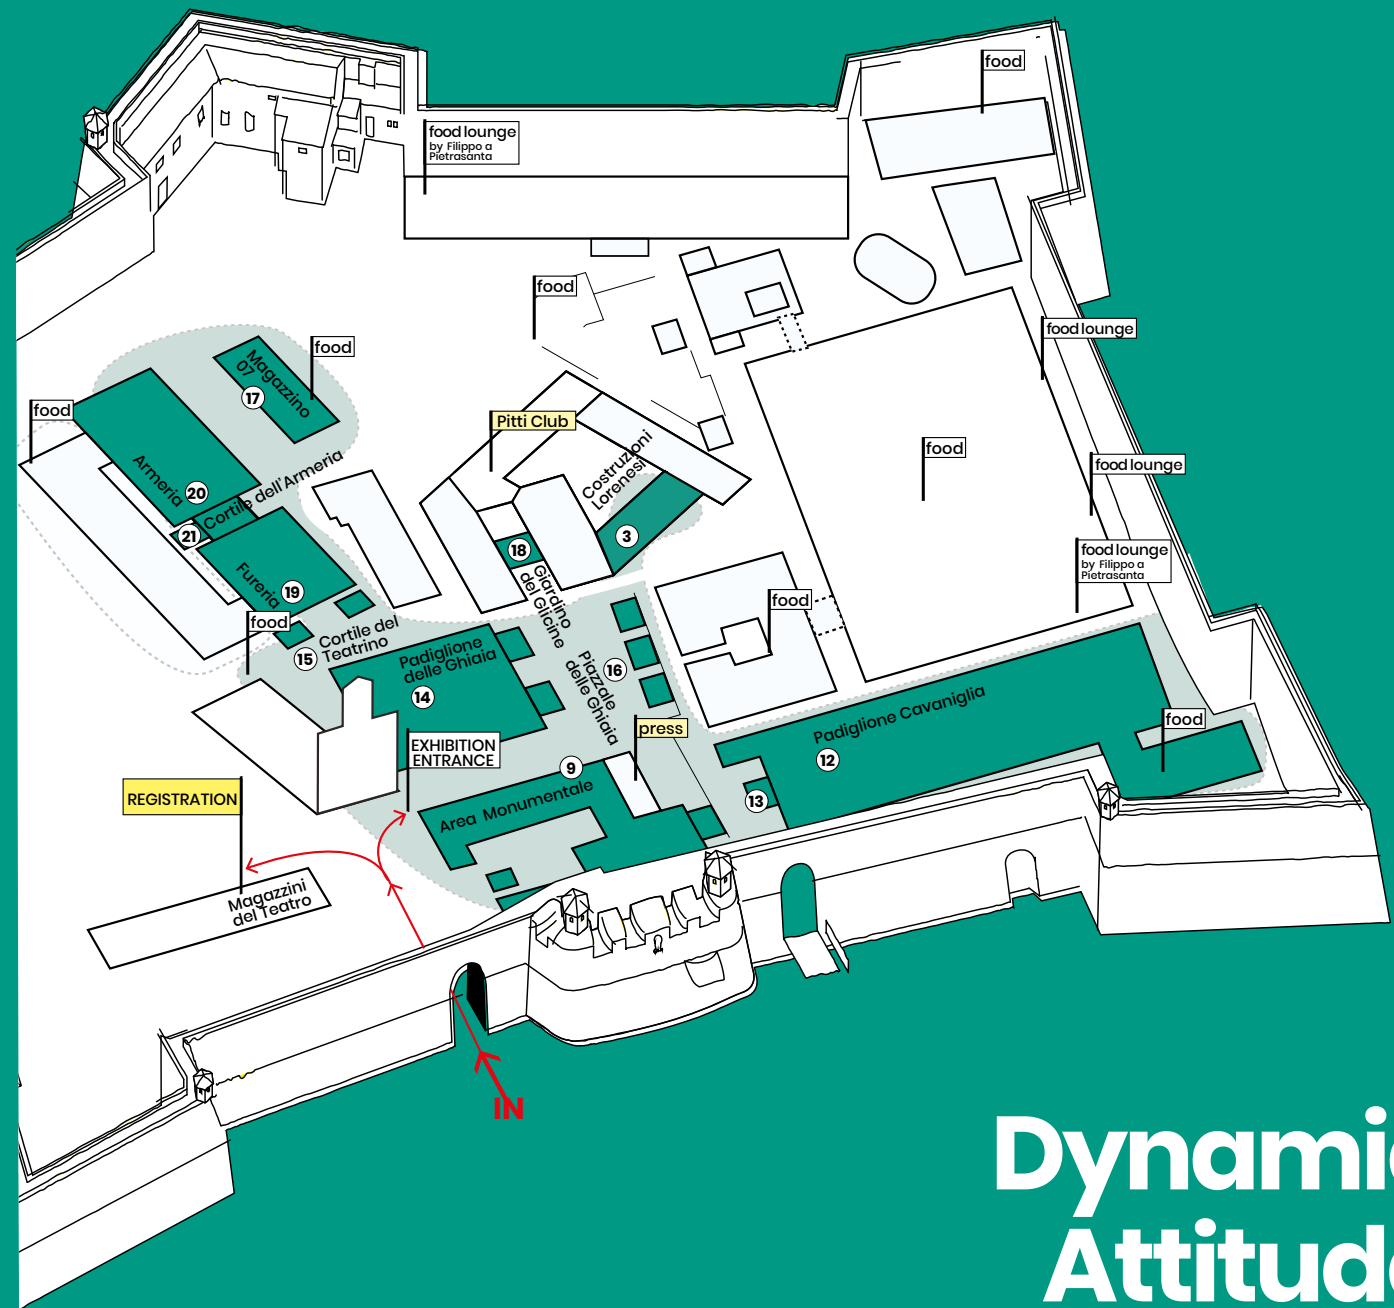 food
food lounge
by Filippo a
Pietrasanta
food
food lounge
food
Magazzino
07
17
food
Pitti Club
Costruzioni
Lorenesi
food
food lounge
Armeria
20
Cortile dell'Armeria
21
18
3
food lounge
by Filippo a
Pietrasanta
Fureria
19
Giardino
del Glicine
food
food
Cortile del
Teatrino
15
Padiglione
delle Ghiaia
14
Piazzale
delle Ghiaia
16
Padiglione Cavaniglia
12
food
press
EXHIBITION
ENTRANCE
9
Area Monumentale
13
REGISTRATION
Magazzini
del Teatro
IN
Dynami
Attitud